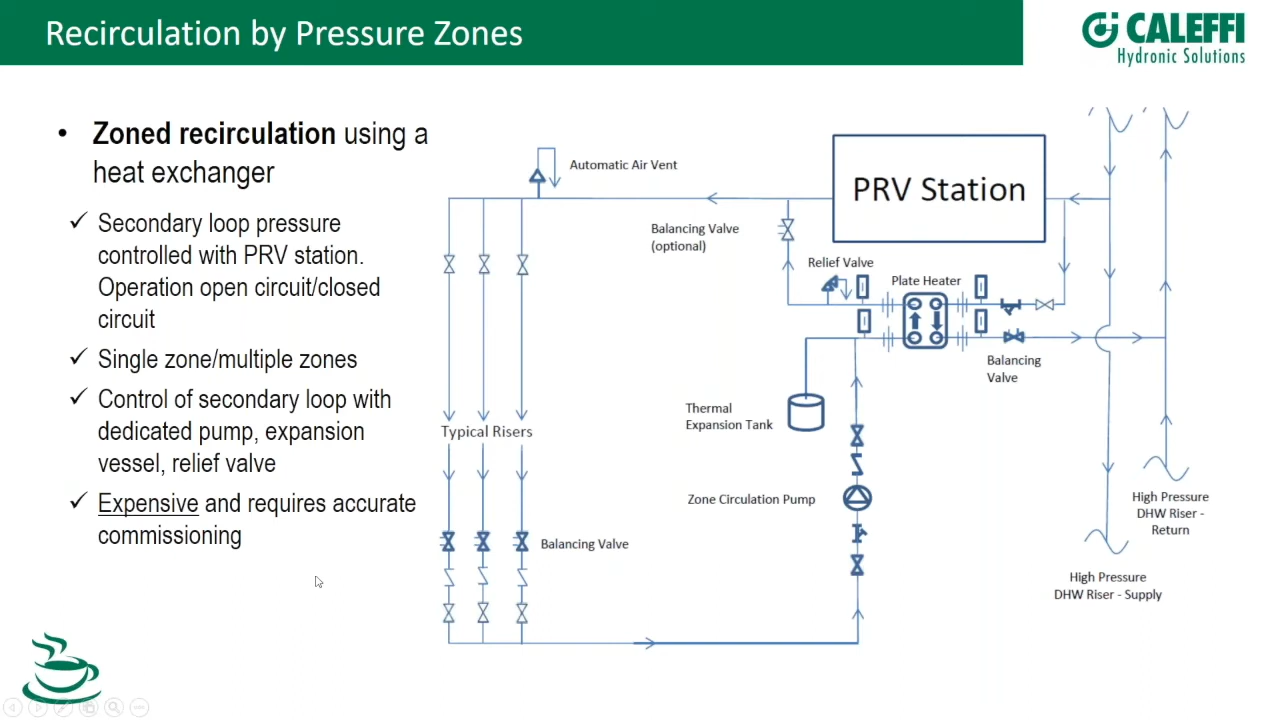 Recirculation by Pressure Zones
CALEFFI
Hydronic Solutions
• Zoned recirculation using a
heat exchanger
✓ Secondary loop pressure
controlled with PRV station.
Operation open circuit/closed
circuit
✓ Single zone/multiple zones
✓ Control of secondary loop with
dedicated pump, expansion
vessel, relief valve
✓ Expensive and requires accurate
commissioning
Automatic Air Vent
PRV Station
Balancing Valve
(optional)
Relief Valve
Plate Heater
Balancing
Valve
Thermal
Expansion Tank
Typical Risers
Zone Circulation Pump
High Pressure
DHW Riser -
Return
Balancing Valve
High Pressure
DHW Riser - Supply